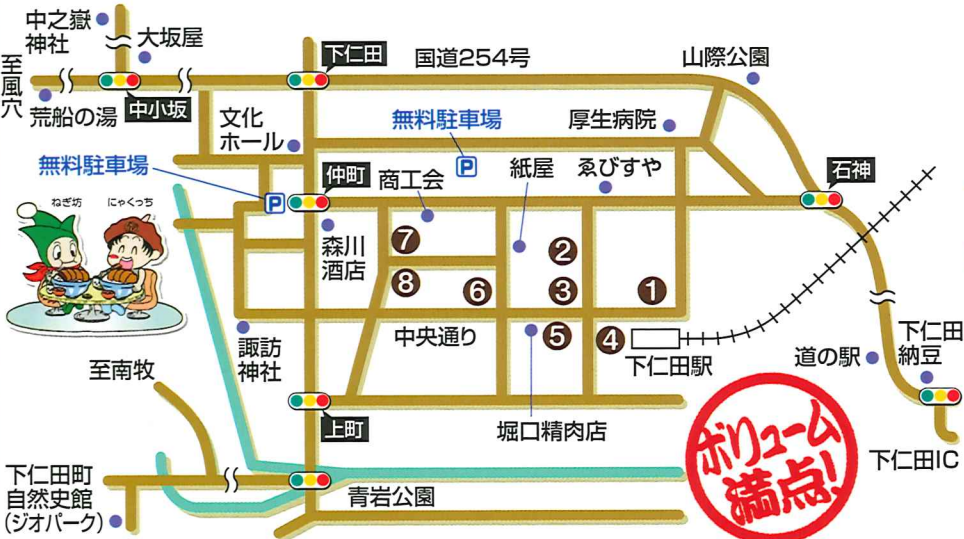 中之嶽
神社
大坂屋
至風穴
荒船の湯
中小坂
下仁田
国道254号
山際公園
文化
ホール
無料駐車場
P
厚生病院
無料駐車場
P
仲町
商工会
紙屋
ゑびすや
石神
ねぎ坊
にゃくっち
森川
酒店
7
8
6
2
3
1
5
4
中央通り
下仁田駅
諏訪
神社
至南牧
道の駅
下仁田
納豆
上町
堀口精肉店
ボリューム
満点!
下仁田IC
下仁田町
自然史館
(ジオパーク)
青岩公園